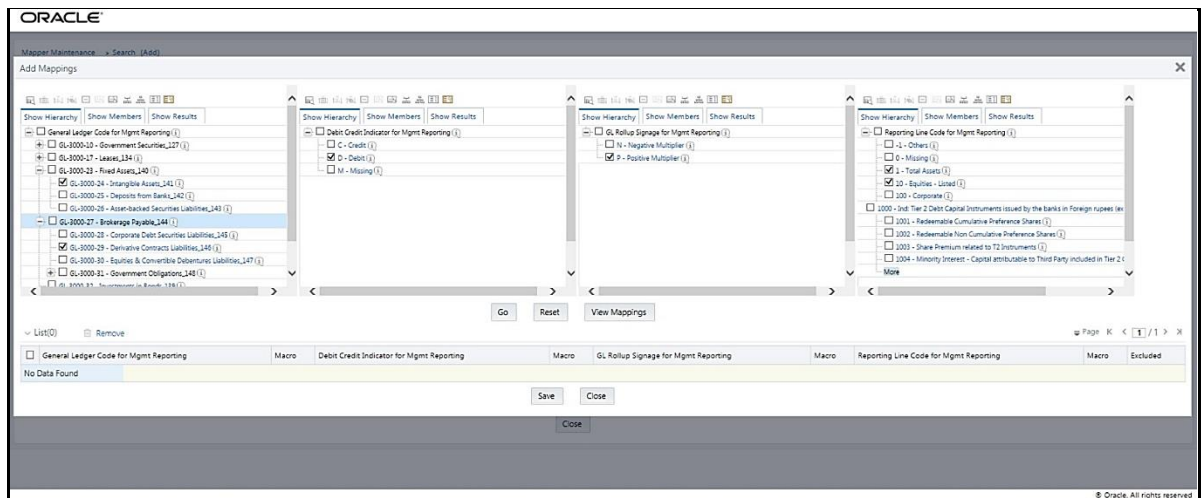 ORACLE
Mapper Maintenance > Search (Add)
Add Mappings
Show Hierarchy Show Members Show Results
General Ledger Code for Mgmt Reporting
GL-3000-10 - Government Securities_127
GL-3000-17 - Leases_134
GL-3000-23 - Fixed Assets_140
GL-3000-24 - Intangible Assets_141
GL-3000-25 - Deposits from Banks_142
GL-3000-26 - Asset-backed Securities Liabilities_143
GL-3000-27 - Brokerage Payable_144
GL-3000-28 - Corporate Debt Securities Liabilities_145
GL-3000-29 - Derivative Contracts Liabilities_146
GL-3000-30 - Equities & Convertible Debentures Liabilities_147
GL-3000-31 - Government Obligations_148
GL-3000-32 - Investments in Bonds_139
Show Hierarchy Show Members Show Results
Debit Credit Indicator for Mgmt Reporting
C - Credit
D - Debit
M - Missing
Show Hierarchy Show Members Show Results
GL Rollup Signage for Mgmt Reporting
N - Negative Multiplier
P - Positive Multiplier
Show Hierarchy Show Members Show Results
Reporting Line Code for Mgmt Reporting
-1 - Others
0 - Missing
1 - Total Assets
10 - Equities - Listed
100 - Corporate
1000 - Ind: Tier 2 Debt Capital Instruments issued by the banks in Foreign rupees (ex
1001 - Redeemable Cumulative Preference Shares
1002 - Redeemable Non Cumulative Preference Shares
1003 - Share Premium related to T2 Instruments
1004 - Minority Interest - Capital attributable to Third Party included in Tier 2 C
More
Go Reset View Mappings
List(0) Remove Page 1 / 1
General Ledger Code for Mgmt Reporting Macro Debit Credit Indicator for Mgmt Reporting Macro GL Rollup Signage for Mgmt Reporting Macro Reporting Line Code for Mgmt Reporting Macro Excluded
No Data Found
Save Close
Close
© Oracle. All rights reserved